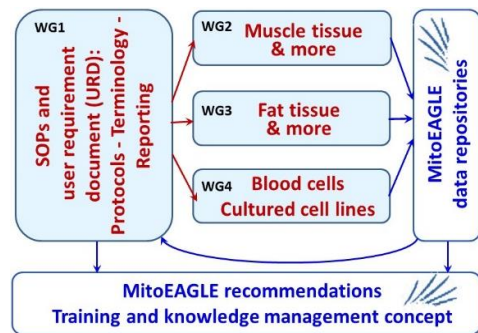 WG1
SOPs and
user requirement
document (URD):
Protocols - Terminology -
Reporting
WG2
Muscle tissue
& more
WG3
Fat tissue
& more
WG4
Blood cells
Cultured cell lines
MitoEAGLE
data repositories
MitoEAGLE recommendations
Training and knowledge management concept